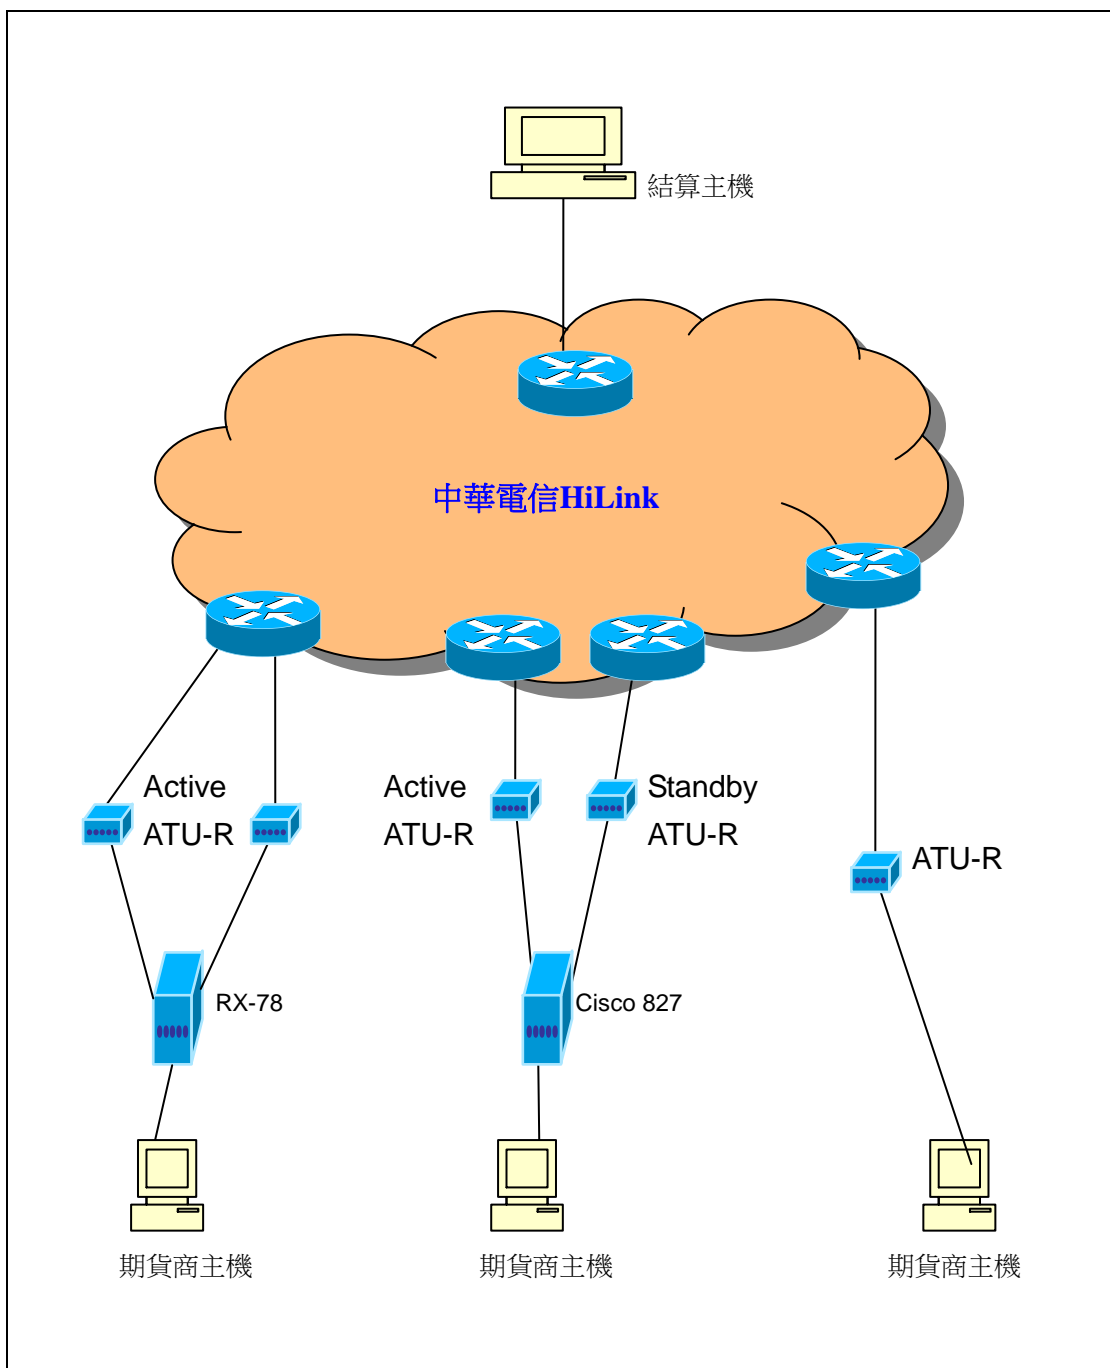 結算主機
中華電信HiLink
Active
ATU-R
Active
ATU-R
Standby
ATU-R
ATU-R
RX-78
Cisco 827
期貨商主機
期貨商主機
期貨商主機